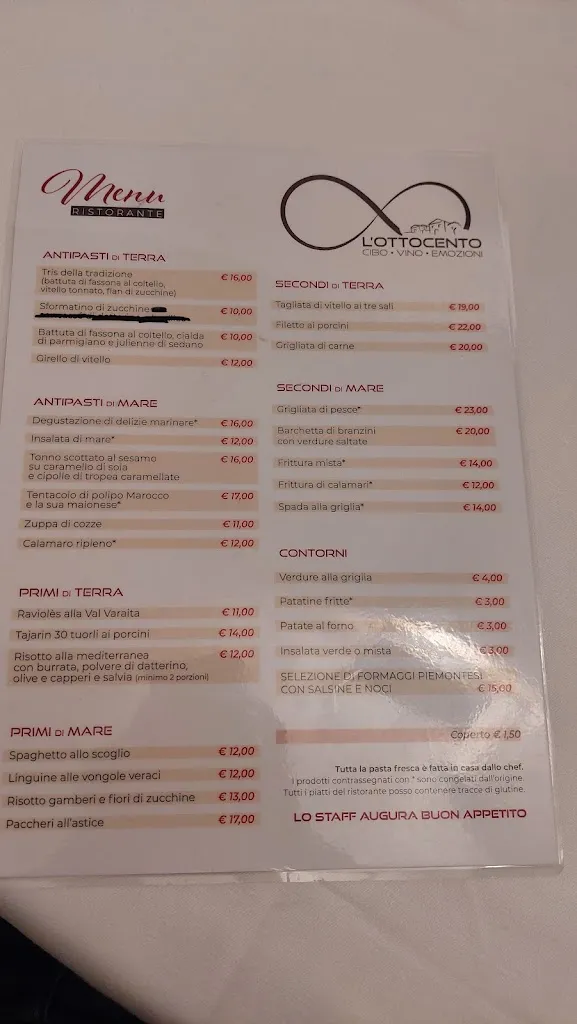 Menu
RISTORANTE
L'OTTOCENTO
CIBO • VINO • EMOZIONI
ANTIPASTI DI TERRA
Tris della tradizione € 16,00
(battuta di fassona al coltello,
vitello tonnato, flan di zucchine)
Sformatino di zucchine € 10,00
Battuta di fassona al coltello, cialda € 10,00
di parmigiano e julienne di sedano
Girello di vitello € 12,00
ANTIPASTI DI MARE
Degustazione di delizie marinare* € 16,00
Insalata di mare* € 12,00
Tonno scottato al sesamo € 16,00
su caramello di soia
e cipolle di tropea caramellate
Tentacolo di polipo Marocco € 17,00
e la sua maionese*
Zuppa di cozze € 11,00
Calamaro ripieno* € 12,00
PRIMI DI TERRA
Raviolès alla Val Varaita € 11,00
Tajarin 30 tuorli ai porcini € 14,00
Risotto alla mediterranea € 12,00
con burrata, polvere di datterino,
olive e capperi e salvia (minimo 2 porzioni)
PRIMI DI MARE
Spaghetto allo scoglio € 12,00
Linguine alle vongole veraci € 12,00
Risotto gamberi e fiori di zucchine € 13,00
Paccheri all'astice € 17,00
SECONDI DI TERRA
Tagliata di vitello ai tre sali € 19,00
Filetto ai porcini € 22,00
Grigliata di carne € 20,00
SECONDI DI MARE
Grigliata di pesce* € 23,00
Barchetta di branzini € 20,00
con verdure saltate
Frittura mista* € 14,00
Frittura di calamari* € 12,00
Spada alla griglia* € 14,00
CONTORNI
Verdure alla griglia € 4,00
Patatine fritte* € 3,00
Patate al forno € 3,00
Insalata verde o mista € 3,00
SELEZIONE DI FORMAGGI PIEMONTESI
CON SALSINE E NOCI € 15,00
Coperto € 1,50
Tutta la pasta fresca è fatta in casa dallo chef.
I prodotti contrassegnati con * sono congelati dall'origine.
Tutti i piatti del ristorante posso contenere tracce di glutine.
LO STAFF AUGURA BUON APPETITO